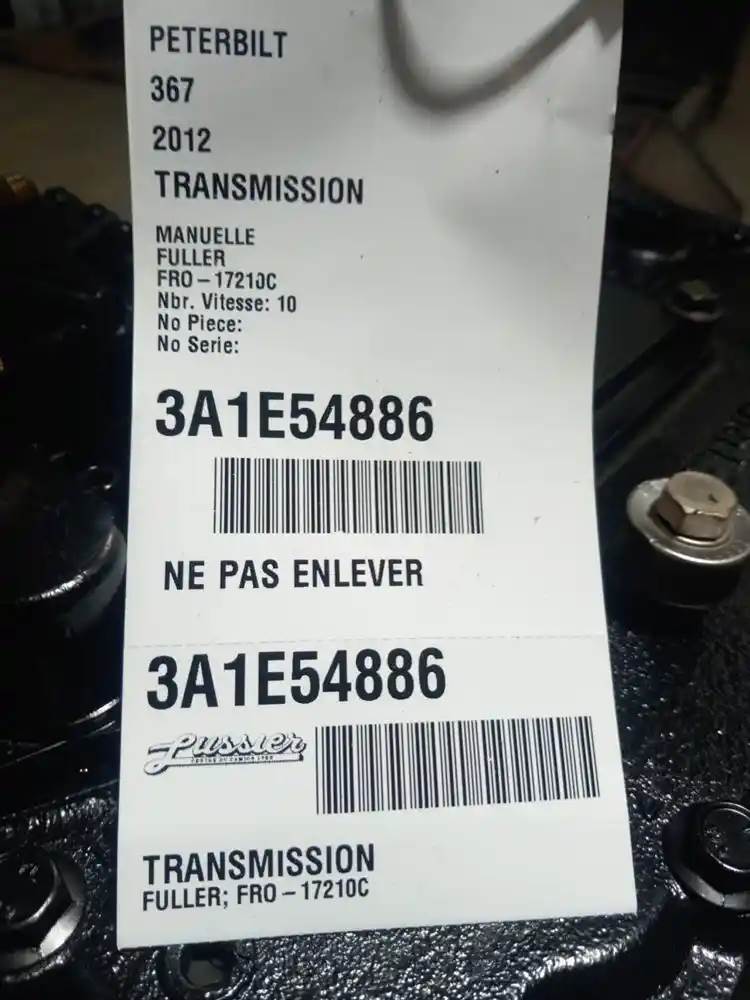 PETERBILT
367
2012
TRANSMISSION
MANUELLE
FULLER
FRO-17210C
Nbr. Vitesse: 10
No Piece:
No Serie:
3A1E54886
NE PAS ENLEVER
3A1E54886
Lussier
TRANSMISSION
FULLER; FRO-17210C